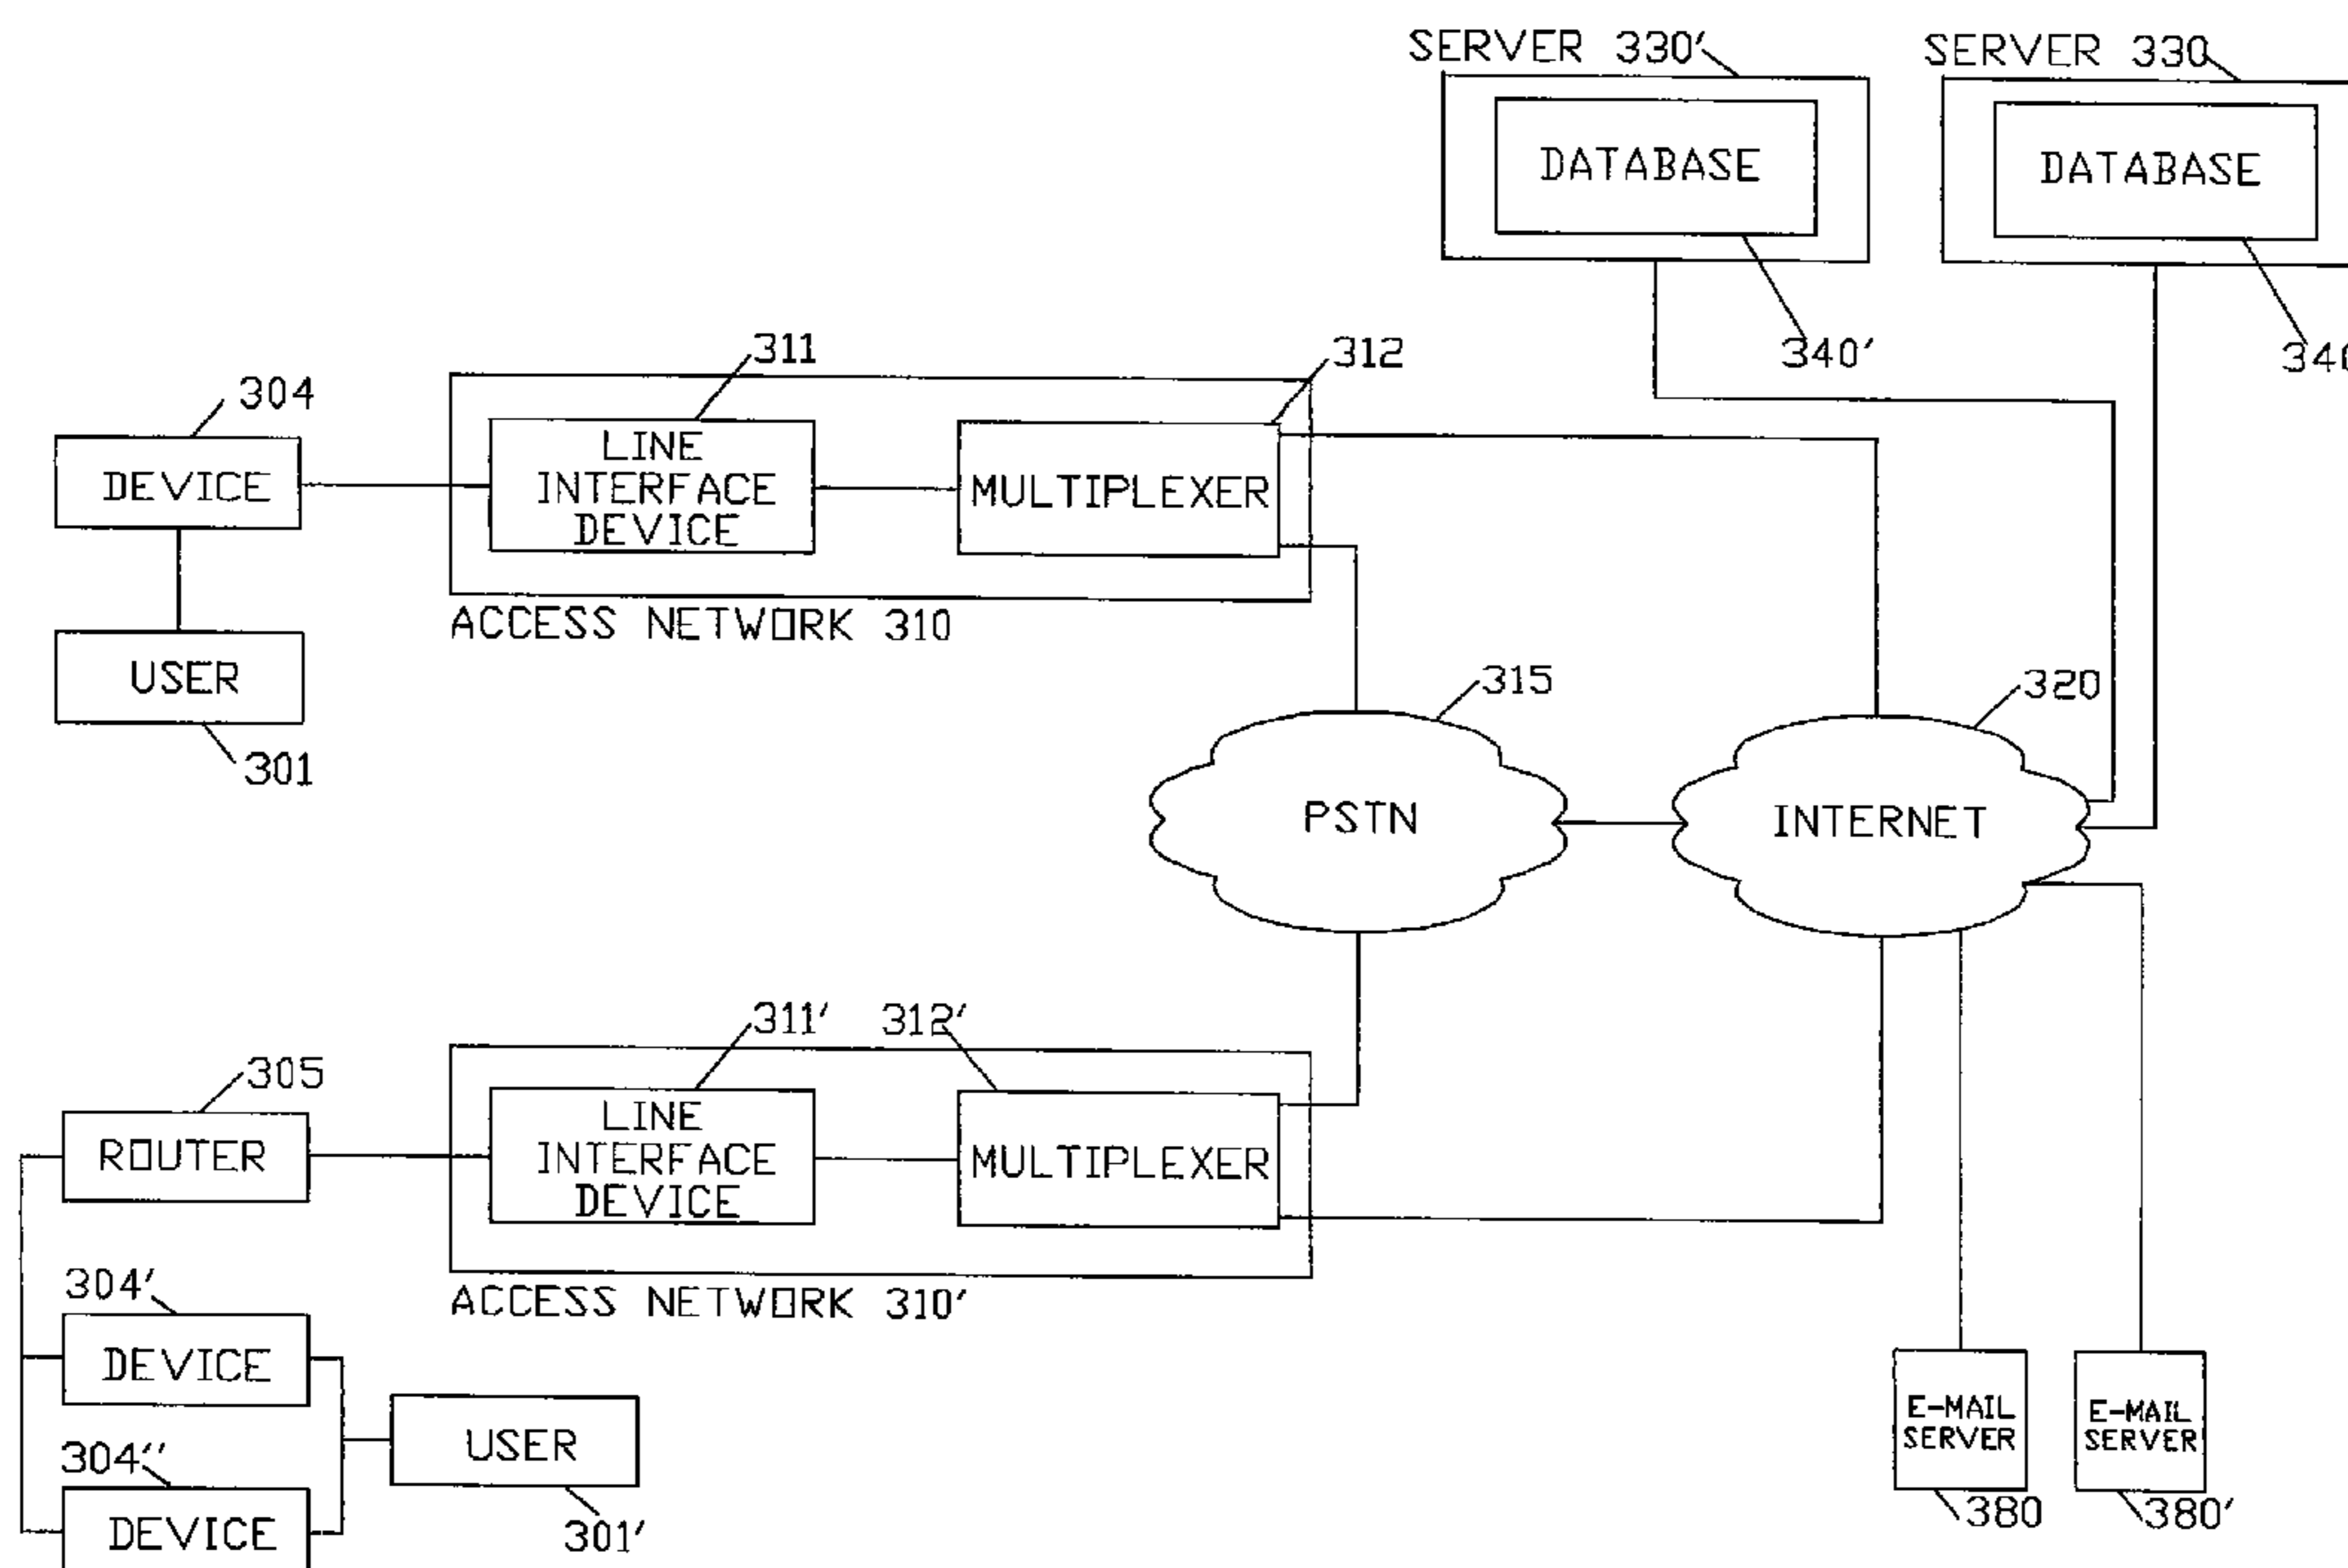 SERVER 330'
SERVER 330
DATABASE
DATABASE
340'
311
312
304
LINE
INTERFACE
DEVICE
MULTIPLEXER
DEVICE
ACCESS NETWORK 310
USER
301
315
320
PSTN
INTERNET
311'
312'
305
LINE
INTERFACE
DEVICE
MULTIPLEXER
ROUTER
ACCESS NETWORK 310'
304'
DEVICE
USER
301'
304''
DEVICE
E-MAIL
SERVER
E-MAIL
SERVER
380
380'